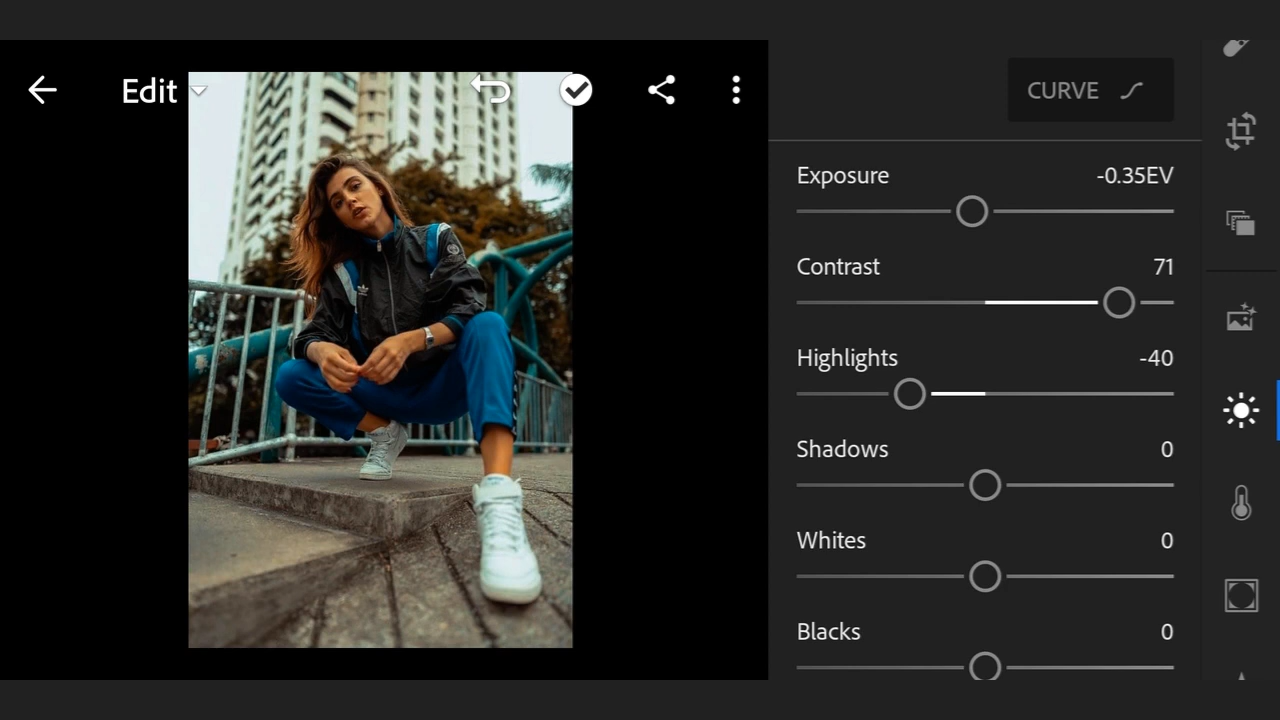 Edit
CURVE
Exposure -0.35EV
Contrast 71
Highlights -40
Shadows 0
Whites 0
Blacks 0